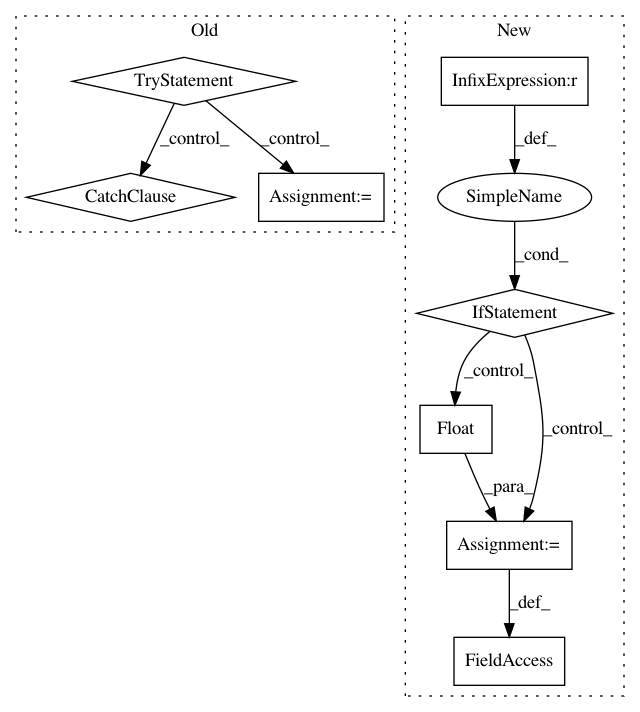 Old
TryStatement
_control_
_control_
CatchClause
Assignment:=
New
InfixExpression:r
_def_
SimpleName
_cond_
IfStatement
_control_
_control_
Float
_para_
Assignment:=
_def_
FieldAccess